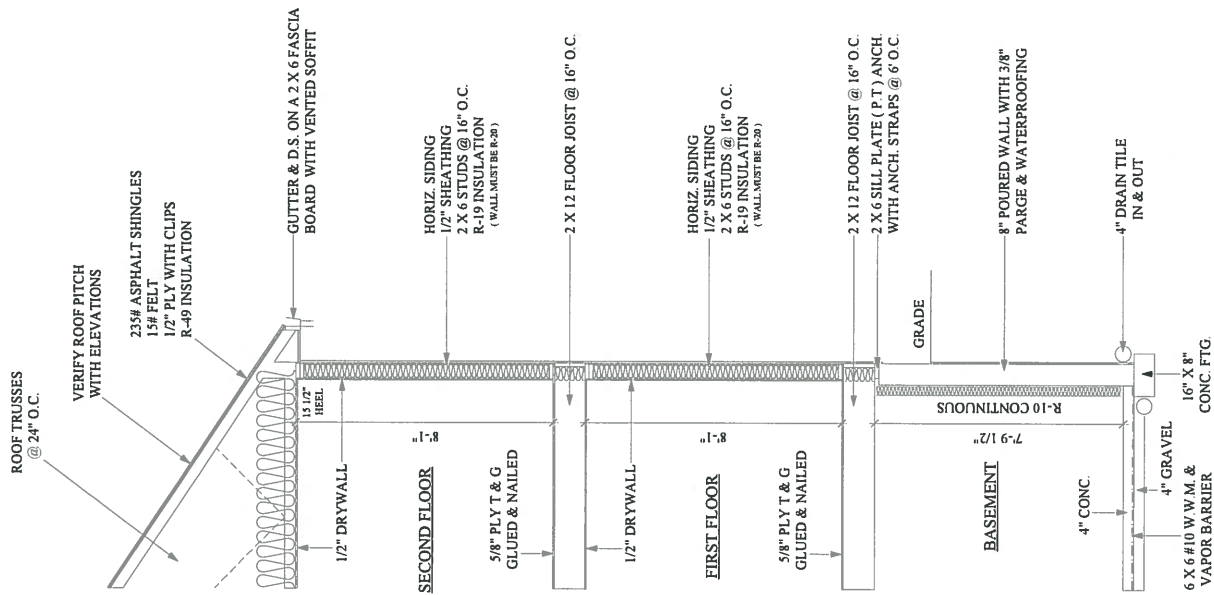 ROOF TRUSSES
@ 24" O.C.
VERIFY ROOF PITCH
WITH ELEVATIONS
235# ASPHALT SHINGLES
15# FELT
1/2" PLY WITH CLIPS
R-49 INSULATION
GUTTER & D.S. ON A 2 X 6 FASCIA
BOARD WITH VENTED SOFFIT
15 1/2"
HEEL
1/2" DRYWALL
8'-1"
SECOND FLOOR
HORIZ. SIDING
1/2" SHEATHING
2 X 6 STUDS @ 16" O.C.
R-19 INSULATION
( WALL MUST BE R-20 )
5/8" PLY T & G
GLUED & NAILED
2 X 12 FLOOR JOIST @ 16" O.C.
1/2" DRYWALL
8'-1"
FIRST FLOOR
HORIZ. SIDING
1/2" SHEATHING
2 X 6 STUDS @ 16" O.C.
R-19 INSULATION
( WALL MUST BE R-20 )
5/8" PLY T & G
GLUED & NAILED
2 X 12 FLOOR JOIST @ 16" O.C.
2 X 6 SILL PLATE ( P.T ) ANCH.
WITH ANCH. STRAPS @ 6' O.C.
GRADE
R-10 CONTINUOUS
7'-9 1/2"
BASEMENT
8" POURED WALL WITH 3/8"
PARGE & WATERPROOFING
4" CONC.
4" DRAIN TILE
IN & OUT
4" GRAVEL
16" X 8"
CONC. FTG.
6 X 6 #10 W.W.M. &
VAPOR BARRIER